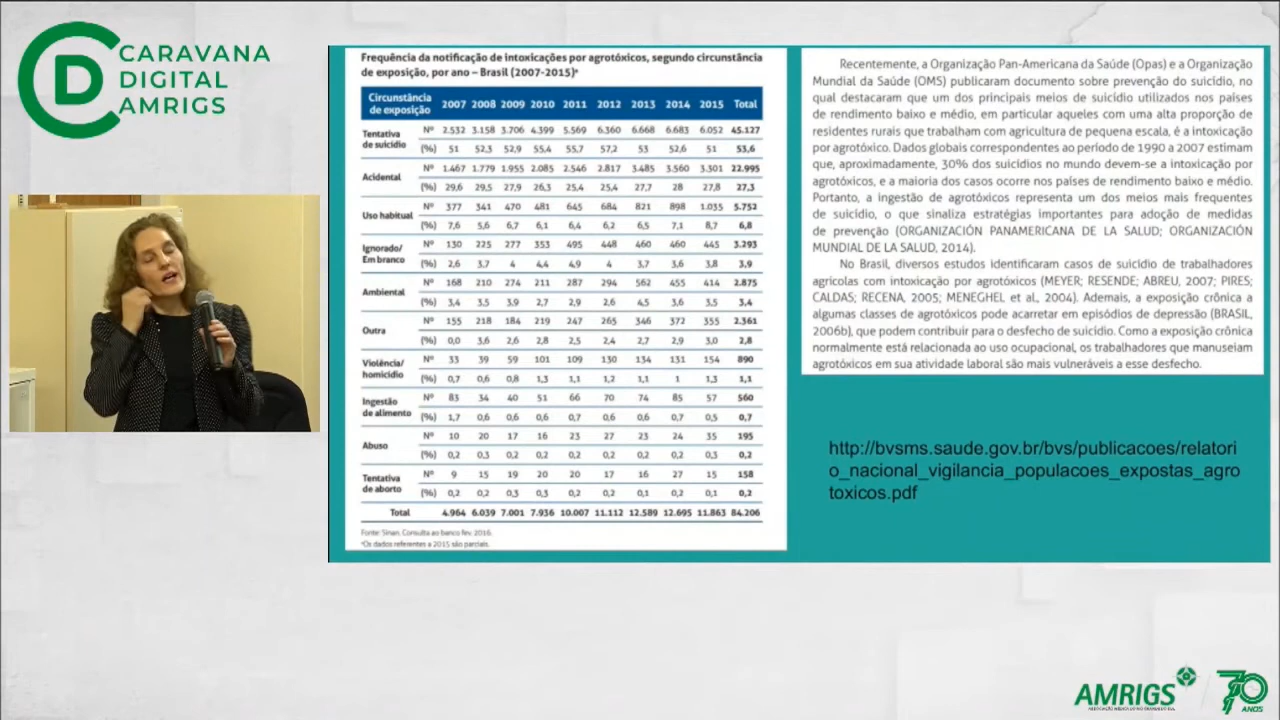 CARAVANA
DIGITAL
AMRIGS
Frequência da notificação de intoxicações por agrotóxicos, segundo circunstância
de exposição, por ano – Brasil (2007-2015)ª
Circunstância de exposição 2007 2008 2009 2010 2011 2012 2013 2014 2015 Total
Tentativa de suicídio Nº 2.532 3.158 3.706 4.399 5.569 6.360 6.668 6.683 6.052 45.127
(%) 51 52,3 52,9 55,4 55,7 57,2 53 52,6 51 53,6
Acidental Nº 1.467 1.779 1.955 2.085 2.546 2.817 3.485 3.560 3.301 22.995
(%) 29,6 29,5 27,9 26,3 25,4 25,4 27,7 28 27,8 27,3
Uso habitual Nº 377 341 470 481 645 684 821 898 1.035 5.752
(%) 7,6 5,6 6,7 6,1 6,4 6,2 6,5 7,1 8,7 6,8
Ignorado/ Em branco Nº 130 225 277 353 495 448 460 460 445 3.293
(%) 2,6 3,7 4 4,4 4,9 4 3,7 3,6 3,8 3,9
Ambiental Nº 168 210 274 211 287 294 562 455 414 2.875
(%) 3,4 3,5 3,9 2,7 2,9 2,6 4,5 3,6 3,5 3,4
Outra Nº 155 218 184 219 247 265 346 372 355 2.361
(%) 0,0 3,6 2,6 2,8 2,5 2,4 2,7 2,9 3,0 2,8
Violência/ homicídio Nº 33 39 59 101 109 130 134 131 154 890
(%) 0,7 0,6 0,8 1,3 1,1 1,2 1,1 1 1,3 1,1
Ingestão de alimento Nº 83 34 40 51 66 70 74 85 57 560
(%) 1,7 0,6 0,6 0,6 0,7 0,6 0,6 0,7 0,5 0,7
Abuso Nº 10 20 17 16 23 27 23 24 35 195
(%) 0,2 0,3 0,2 0,2 0,2 0,2 0,2 0,2 0,3 0,2
Tentativa de aborto Nº 9 15 19 20 20 17 16 27 15 158
(%) 0,2 0,2 0,3 0,3 0,2 0,2 0,1 0,2 0,1 0,2
Total 4.964 6.039 7.001 7.936 10.007 11.112 12.589 12.695 11.863 84.206
Fonte: Sinan. Consulta ao banco fev. 2016.
ªOs dados referentes a 2015 são parciais.
Recentemente, a Organização Pan-Americana da Saúde (Opas) e a Organização
Mundial da Saúde (OMS) publicaram documento sobre prevenção do suicídio, no
qual destacaram que um dos principais meios de suicídio utilizados nos países
de rendimento baixo e médio, em particular aqueles com uma alta proporção de
residentes rurais que trabalham com agricultura de pequena escala, é a intoxicação
por agrotóxico. Dados globais correspondentes ao período de 1990 a 2007 estimam
que, aproximadamente, 30% dos suicídios no mundo devem-se a intoxicação por
agrotóxicos, e a maioria dos casos ocorre nos países de rendimento baixo e médio.
Portanto, a ingestão de agrotóxicos representa um dos meios mais frequentes
de suicídio, o que sinaliza estratégias importantes para adoção de medidas
de prevenção (ORGANIZACIÓN PANAMERICANA DE LA SALUD; ORGANIZACIÓN
MUNDIAL DE LA SALUD, 2014).
No Brasil, diversos estudos identificaram casos de suicídio de trabalhadores
agrícolas com intoxicação por agrotóxicos (MEYER; RESENDE; ABREU, 2007; PIRES;
CALDAS; RECENA, 2005; MENEGHEL et al., 2004). Ademais, a exposição crônica a
algumas classes de agrotóxicos pode acarretar em episódios de depressão (BRASIL,
2006b), que podem contribuir para o desfecho de suicídio. Como a exposição crônica
normalmente está relacionada ao uso ocupacional, os trabalhadores que manuseiam
agrotóxicos em sua atividade laboral são mais vulneráveis a esse desfecho.
http://bvsms.saude.gov.br/bvs/publicacoes/relatori
o_nacional_vigilancia_populacoes_expostas_agro
toxicos.pdf
AMRIGS
70
ANOS